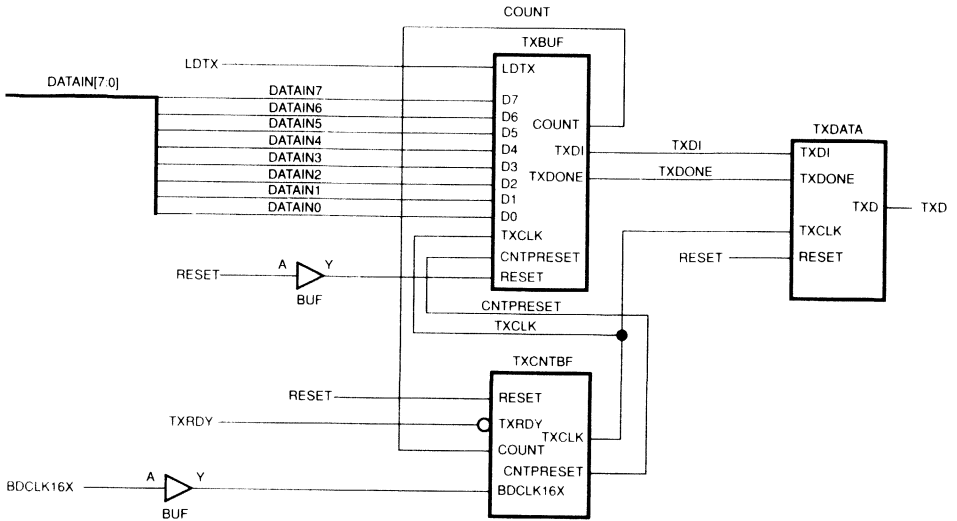 COUNT
TXBUF
LDTX
LDTX
DATAIN[7:0]
DATAIN7
D7
DATAIN6
D6
DATAIN5
D5
DATAIN4
D4
DATAIN3
D3
DATAIN2
D2
DATAIN1
D1
DATAIN0
D0
COUNT
TXDI
TXDONE
TXCLK
CNTPRESET
RESET
TXDI
TXDONE
TXDATA
TXDI
TXDONE
TXD
TXD
TXCLK
RESET
RESET
RESET
A
Y
BUF
CNTPRESET
TXCLK
TXCNTBF
RESET
RESET
TXRDY
TXRDY
TXCLK
COUNT
CNTPRESET
BDCLK16X
BDCLK16X
A
Y
BUF